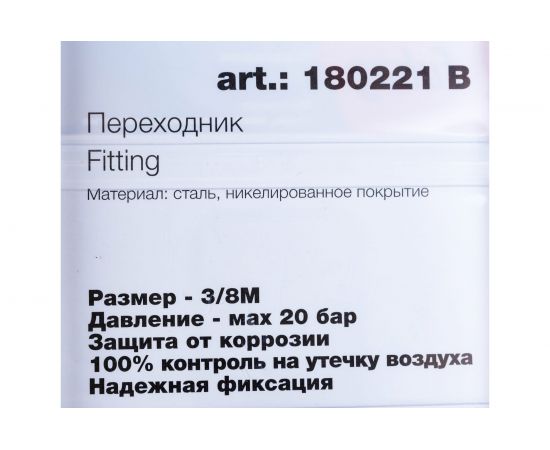 art.: 180221 B
Переходник
Fitting
Материал: сталь, никелированное покрытие
Размер - 3/8М
Давление - мах 20 бар
Защита от коррозии
100% контроль на утечку воздуха
Надежная фиксация